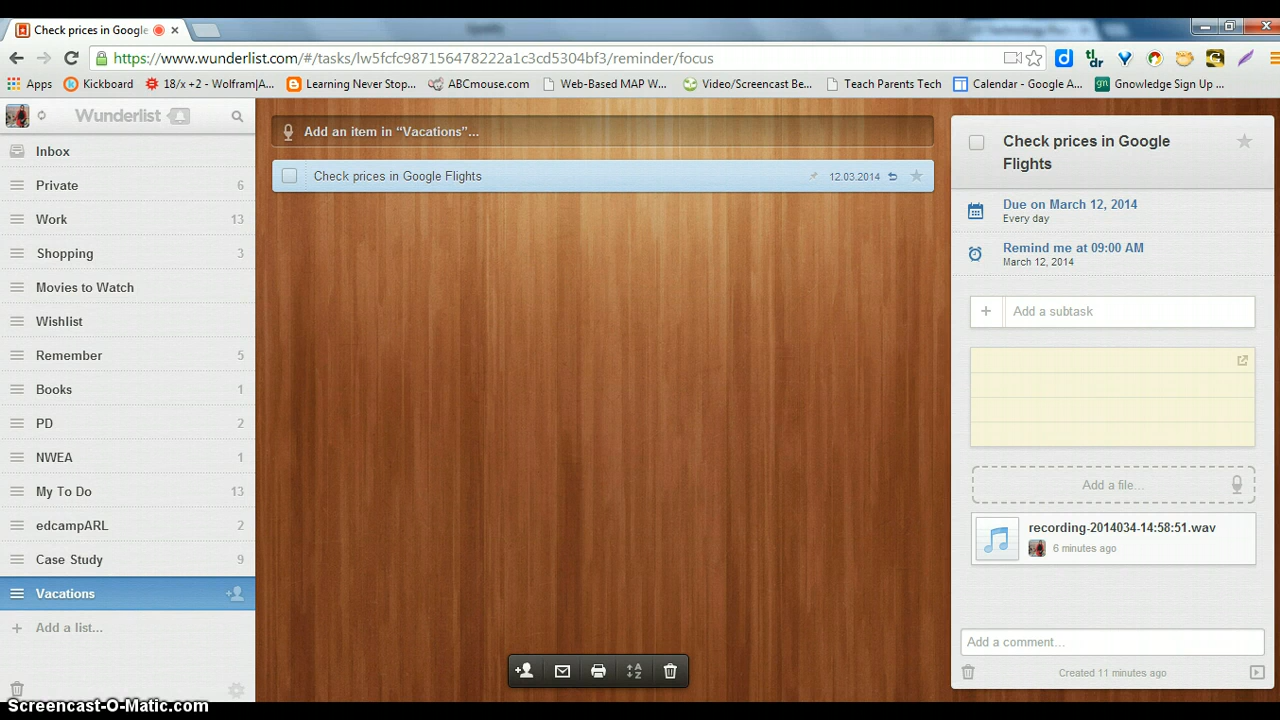 Check prices in Google
https://www.wunderlist.com/#/tasks/lw5fcfc987156478222a1c3cd5304bf3/reminder/focus
Apps
Kickboard
18/x +2 - Wolfram|A...
Learning Never Stop...
ABCmouse.com
Web-Based MAP W...
Video/Screencast Be...
Teach Parents Tech
Calendar - Google A...
Gnowledge Sign Up ...
Wunderlist
Inbox
Private 6
Work 13
Shopping 3
Movies to Watch
Wishlist
Remember 5
Books 1
PD 2
NWEA 1
My To Do 13
edcampARL 2
Case Study 9
Vacations
Add a list...
Add an item in “Vacations”...
Check prices in Google Flights 12.03.2014
Check prices in Google
Flights
Due on March 12, 2014
Every day
Remind me at 09:00 AM
March 12, 2014
Add a subtask
Add a file...
recording-2014034-14:58:51.wav
6 minutes ago
Add a comment...
Created 11 minutes ago
Screencast-O-Matic.com